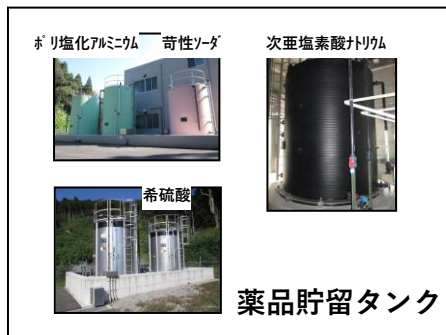 ポリ塩化アルミニウム 苛性ソーダ
次亜塩素酸ナトリウム
希硫酸
薬品貯留タンク